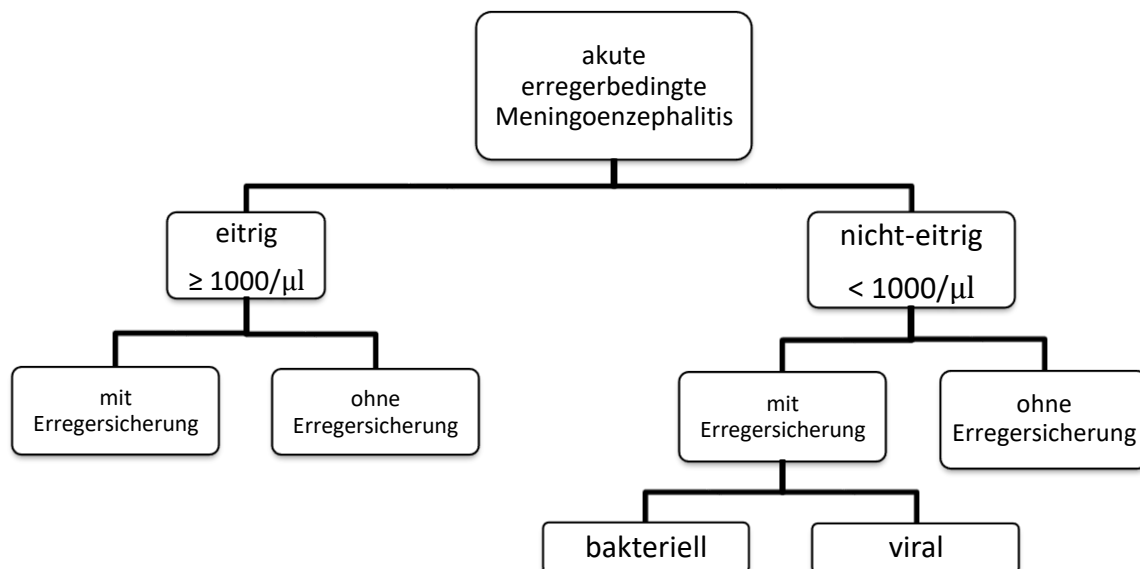 akute
erregerbedingte
Meningoenzephalitis
eitrig
≥ 1000/µl
nicht-eitrig
< 1000/µl
mit
Erregersicherung
ohne
Erregersicherung
mit
Erregersicherung
ohne
Erregersicherung
bakteriell
viral